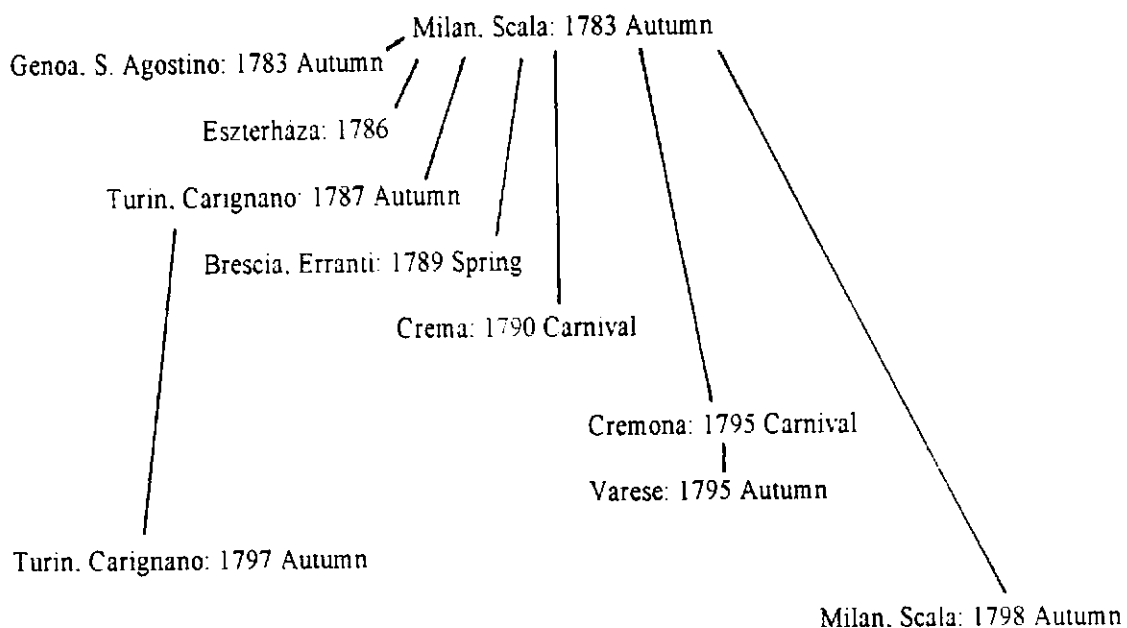 Milan. Scala: 1783 Autumn
Genoa. S. Agostino: 1783 Autumn
Eszterháza: 1786
Turin. Carignano: 1787 Autumn
Brescia. Erranti: 1789 Spring
Crema: 1790 Carnival
Cremona: 1795 Carnival
Varese: 1795 Autumn
Turin. Carignano: 1797 Autumn
Milan. Scala: 1798 Autumn